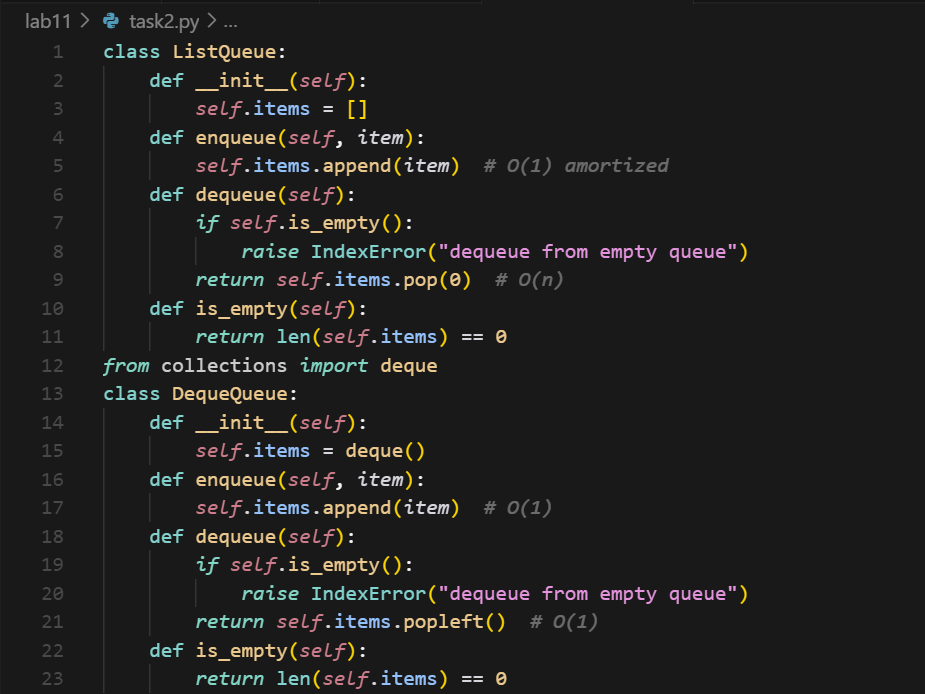 lab11 > task2.py > ...
1 class ListQueue:
2     def __init__(self):
3         self.items = []
4     def enqueue(self, item):
5         self.items.append(item)  # O(1) amortized
6     def dequeue(self):
7         if self.is_empty():
8             raise IndexError("dequeue from empty queue")
9         return self.items.pop(0)  # O(n)
10     def is_empty(self):
11         return len(self.items) == 0
12 from collections import deque
13 class DequeQueue:
14     def __init__(self):
15         self.items = deque()
16     def enqueue(self, item):
17         self.items.append(item)  # O(1)
18     def dequeue(self):
19         if self.is_empty():
20             raise IndexError("dequeue from empty queue")
21         return self.items.popleft()  # O(1)
22     def is_empty(self):
23         return len(self.items) == 0